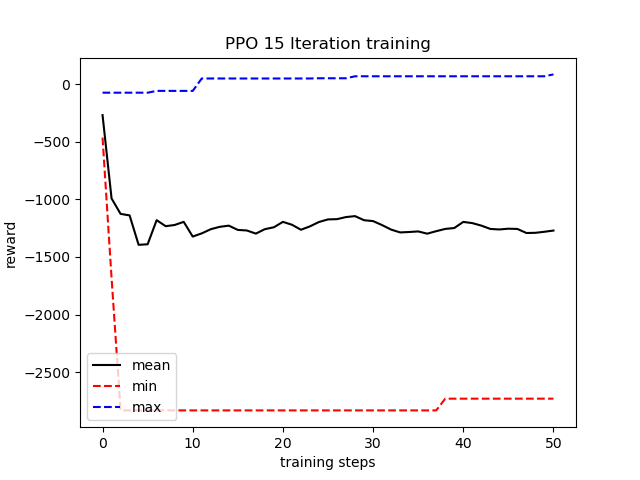 PPO 15 Iteration training
0
−500
−1000
−1500
−2000
−2500
reward
mean
min
max
0
10
20
30
40
50
training steps